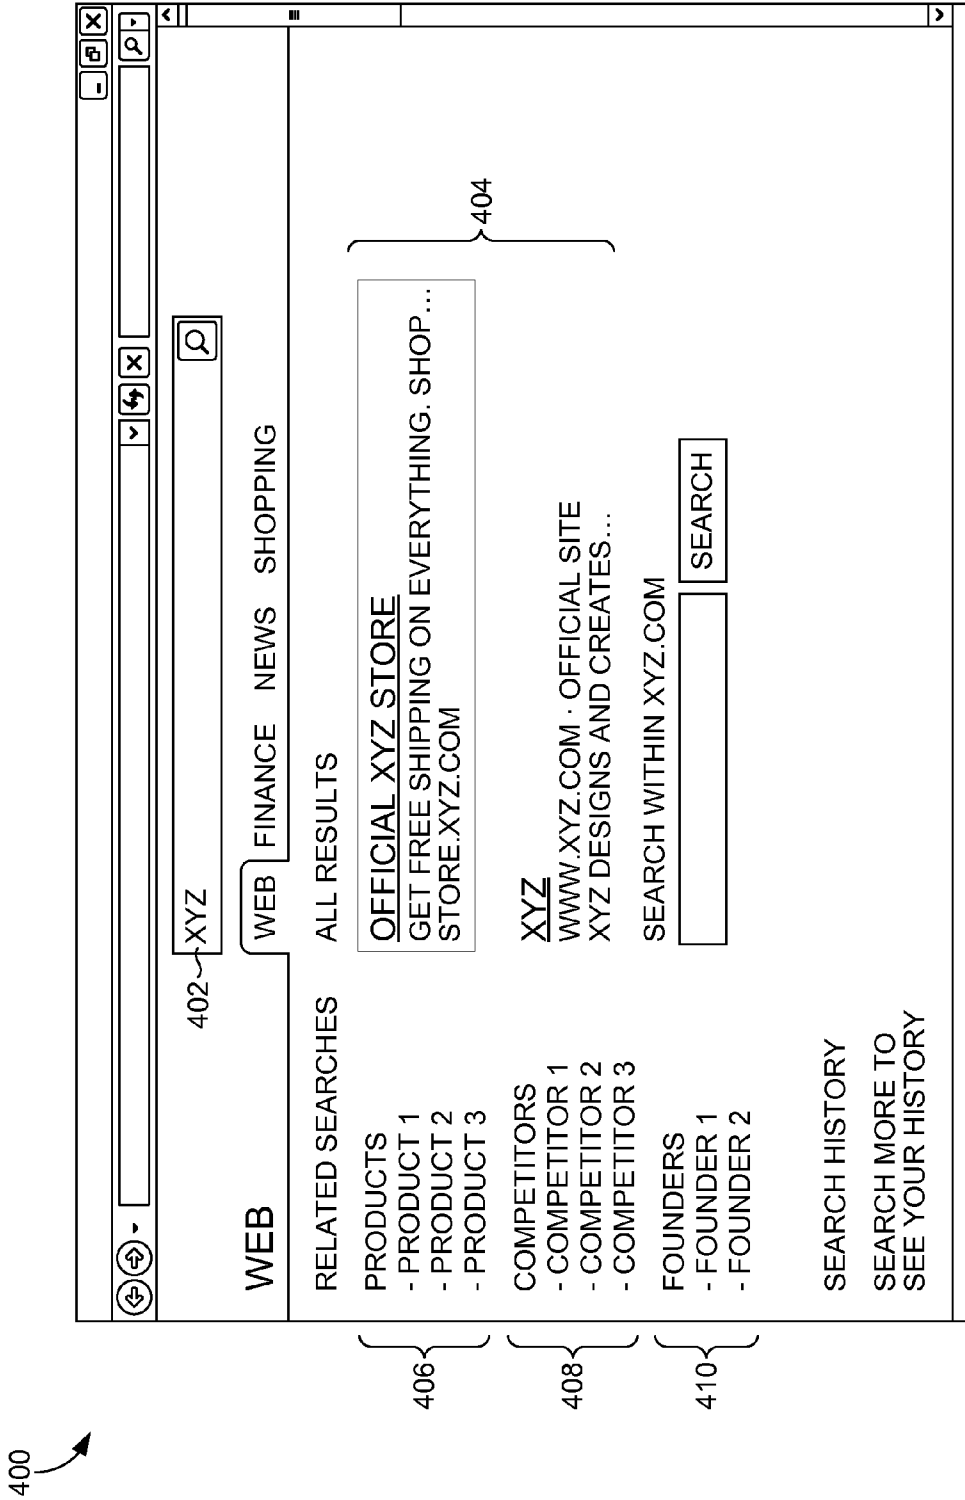 400
402
XYZ
WEB
WEB
FINANCE
NEWS
SHOPPING
RELATED SEARCHES
406
PRODUCTS
- PRODUCT 1
- PRODUCT 2
- PRODUCT 3
408
COMPETITORS
- COMPETITOR 1
- COMPETITOR 2
- COMPETITOR 3
410
FOUNDERS
- FOUNDER 1
- FOUNDER 2
SEARCH HISTORY
SEARCH MORE TO
SEE YOUR HISTORY
ALL RESULTS
OFFICIAL XYZ STORE
GET FREE SHIPPING ON EVERYTHING. SHOP...
STORE.XYZ.COM
404
XYZ
WWW.XYZ.COM · OFFICIAL SITE
XYZ DESIGNS AND CREATES...
SEARCH WITHIN XYZ.COM
SEARCH